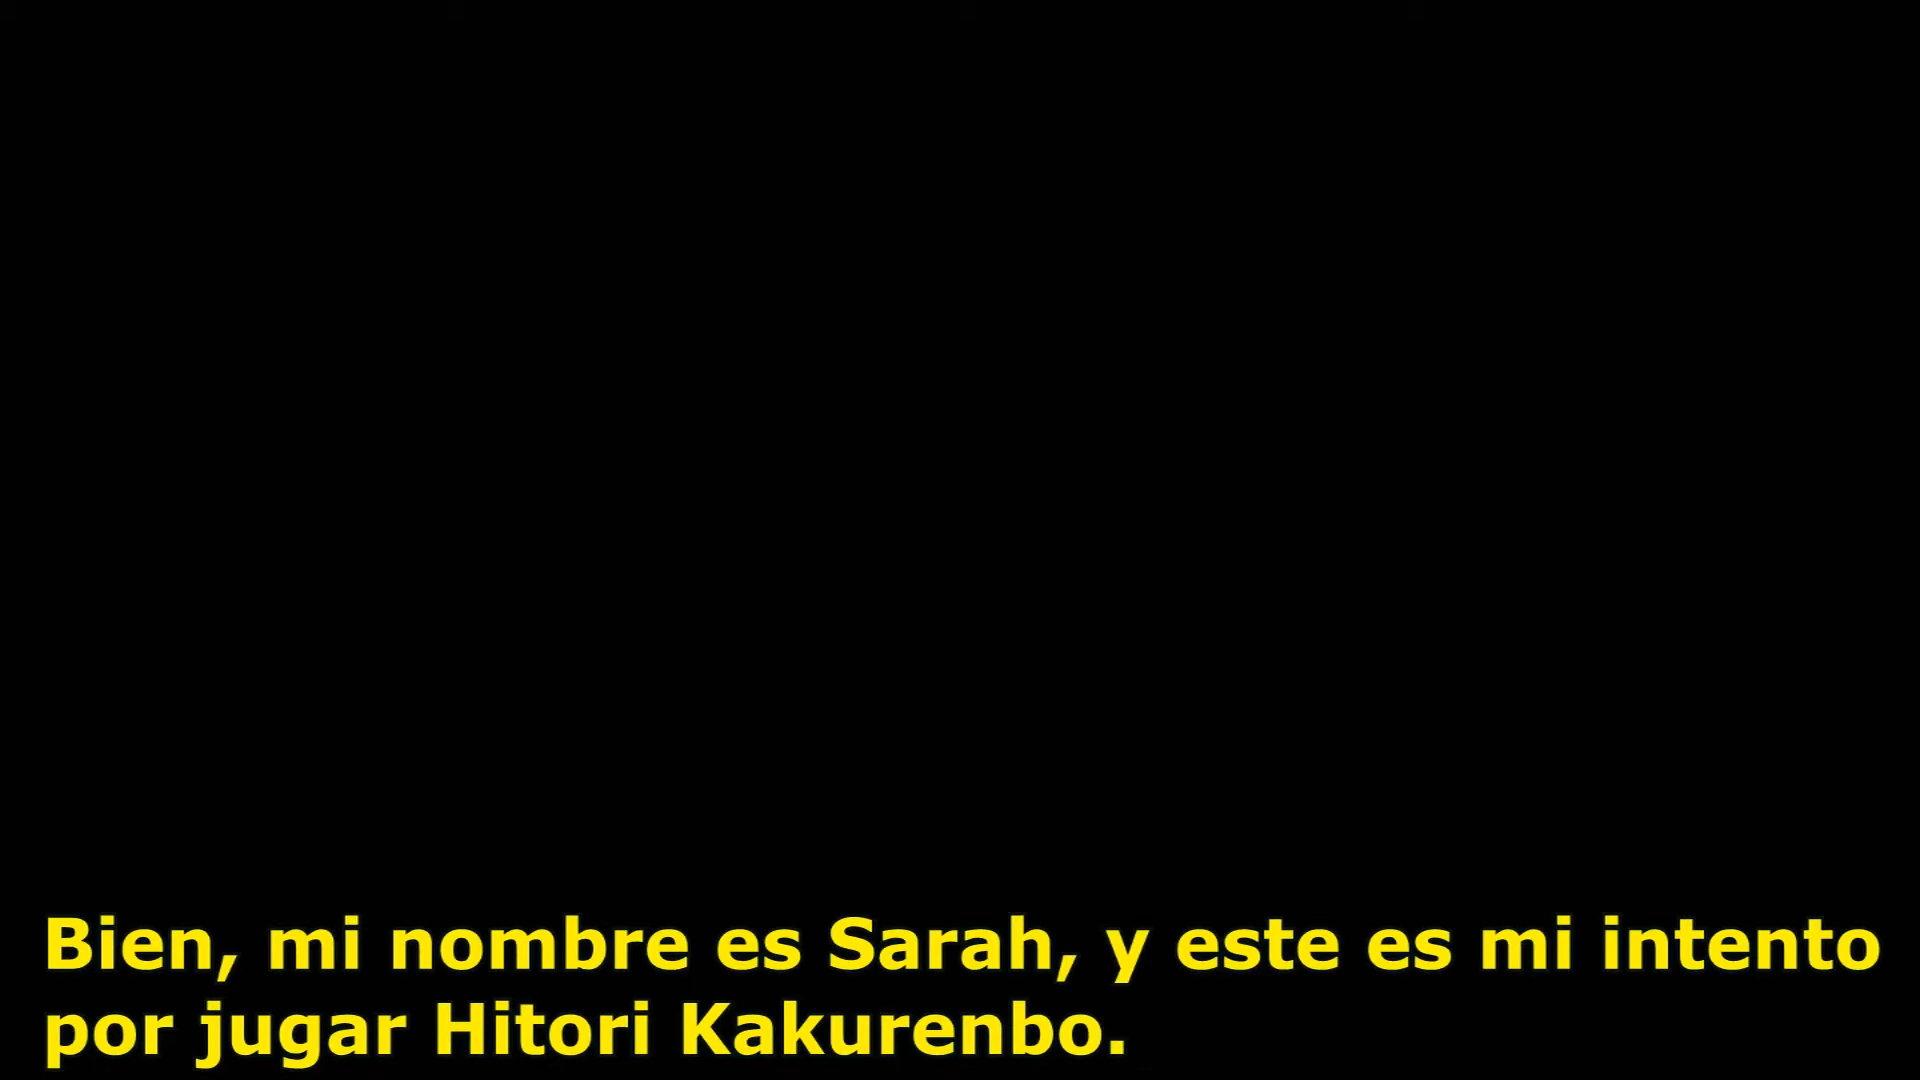 Bien, mi nombre es Sarah, y este es mi intento
por jugar Hitori Kakurenbo.